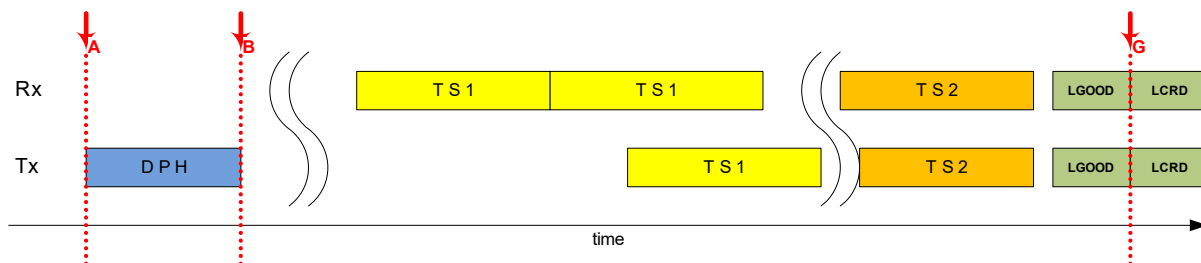 A B G
Rx TS1 TS1 TS2 LGOOD LCRD
Tx DPH TS1 TS2 LGOOD LCRD
time